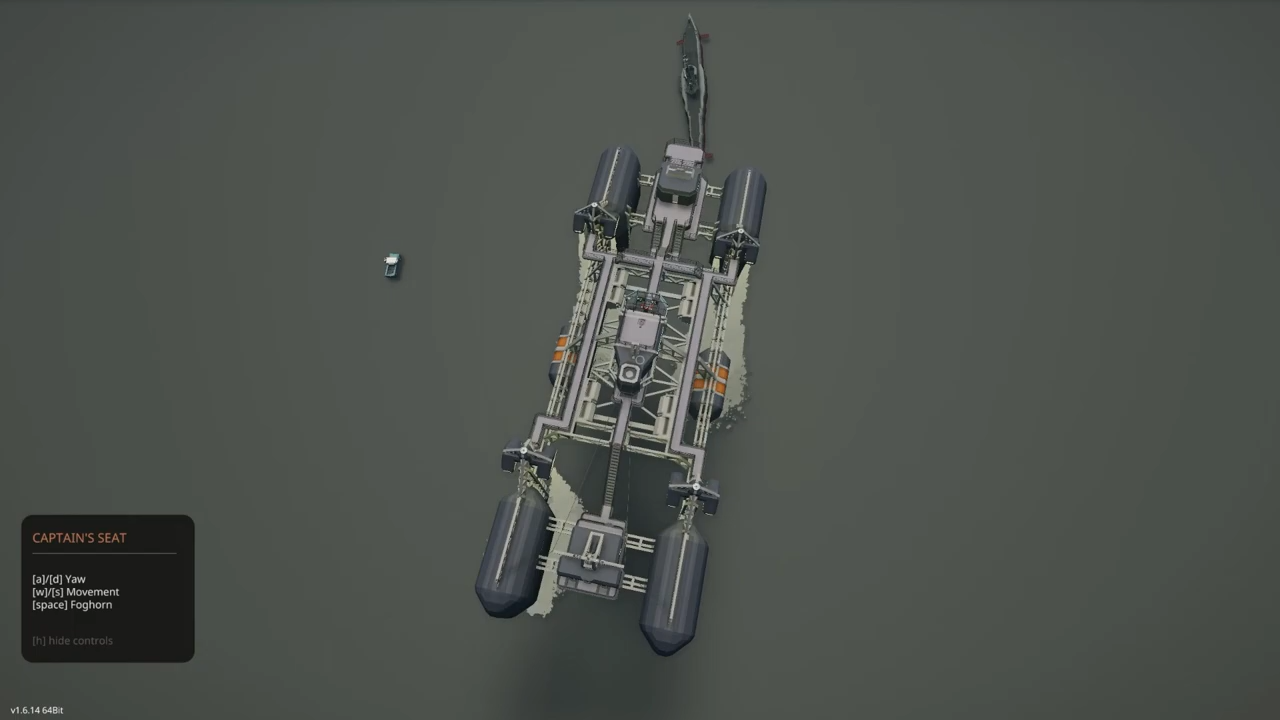 CAPTAIN'S SEAT
[a]/[d] Yaw
[w]/[s] Movement
[space] Foghorn
[h] hide controls
v1.6.14 64Bit